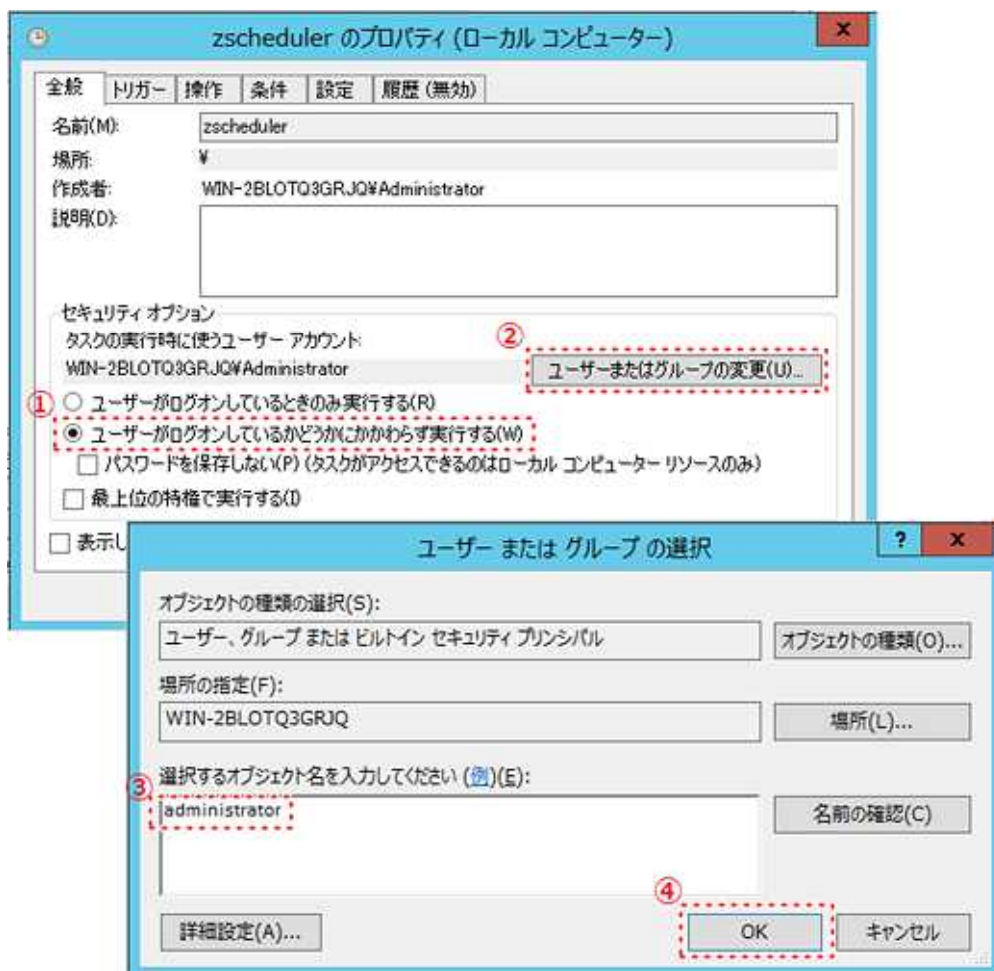 zscheduler のプロパティ (ローカル コンピューター)
x
全般 トリガー 操作 条件 設定 履歴 (無効)
名前(M): zscheduler
場所: ¥
作成者: WIN-2BLOTQ3GRJQ¥Administrator
説明(D):
セキュリティ オプション
タスクの実行時に使うユーザー アカウント:
②
WIN-2BLOTQ3GRJQ¥Administrator ユーザーまたはグループの変更(U)...
① ユーザーがログオンしているときのみ実行する(R)
ユーザーがログオンしているかどうかにかかわらず実行する(W)
パスワードを保存しない(P) (タスクがアクセスできるのはローカル コンピューター リソースのみ)
最上位の特権で実行する(I)
表示し
ユーザー または グループ の選択
? x
オブジェクトの種類の選択(S):
ユーザー、グループ または ビルトイン セキュリティ プリンシパル オブジェクトの種類(O)...
場所の指定(F):
WIN-2BLOTQ3GRJQ 場所(L)...
選択するオブジェクト名を入力してください (例)(E):
③
administrator 名前の確認(C)
④
詳細設定(A)... OK キャンセル